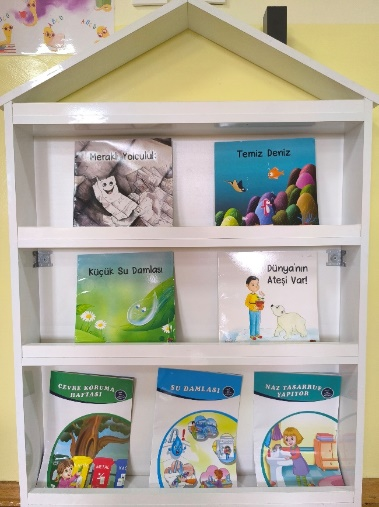 Meraklı Yolculuk
Temiz Deniz
Küçük Su Damlası
Dünya'nın
Ateşi Var!
ÇEVRE KORUMA
HAFTASI
SU DAMLASI
NAZ TASARRUF
YAPIYOR